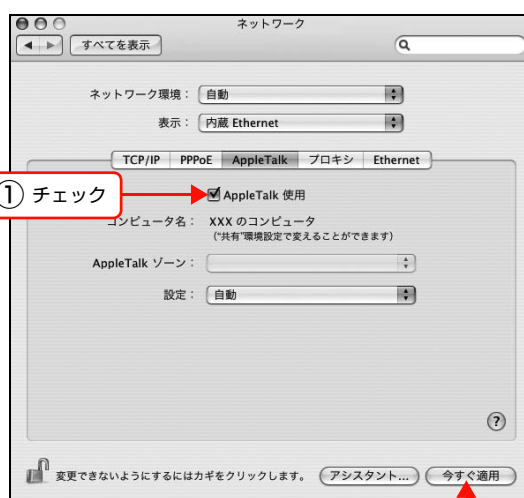 ネットワーク
すべてを表示
ネットワーク環境： 自動
表示： 内蔵 Ethernet
TCP/IP PPPoE AppleTalk プロキシ Ethernet
① チェック
AppleTalk 使用
コンピュータ名： XXX のコンピュータ
（“共有”環境設定で変えることができます）
AppleTalk ゾーン：
設定： 自動
?
変更できないようにするにはカギをクリックします。 アシスタント... 今すぐ適用